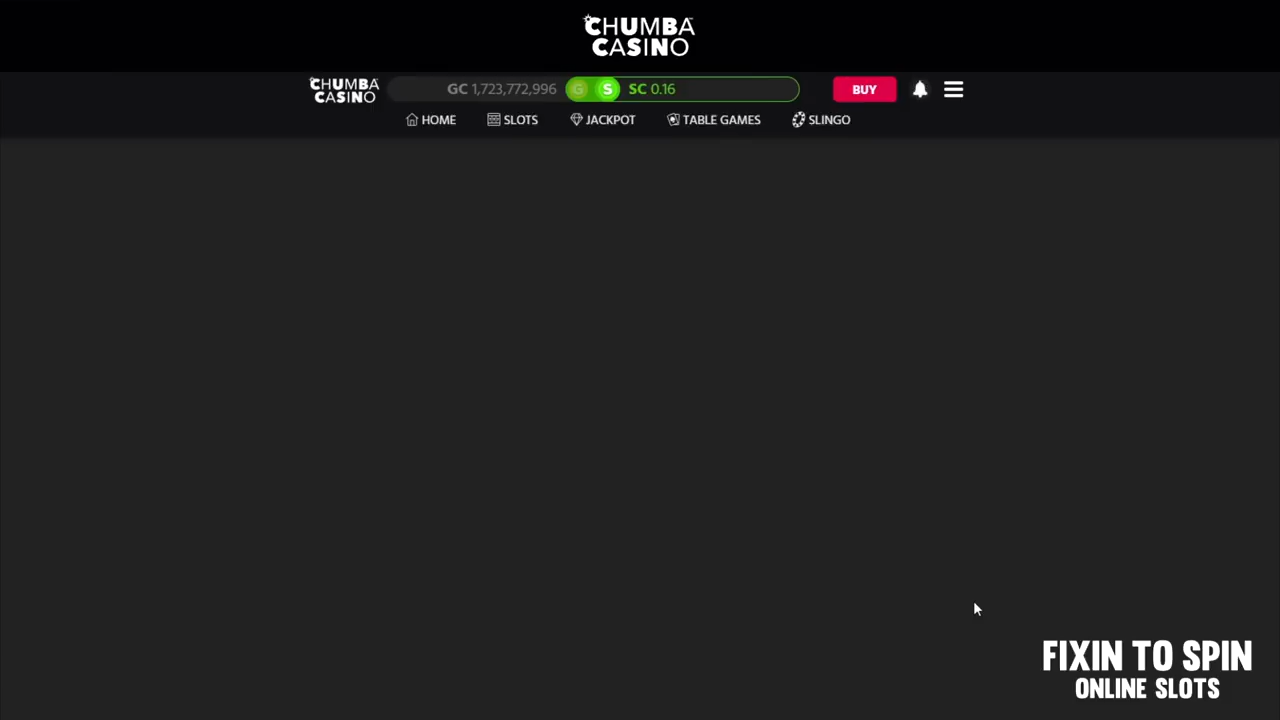 CHUMBA
CASINO
CHUMBA
CASINO
GC 1,723,772,996
G
S
SC 0.16
BUY
HOME
SLOTS
JACKPOT
TABLE GAMES
SLINGO
FIXIN TO SPIN
ONLINE SLOTS